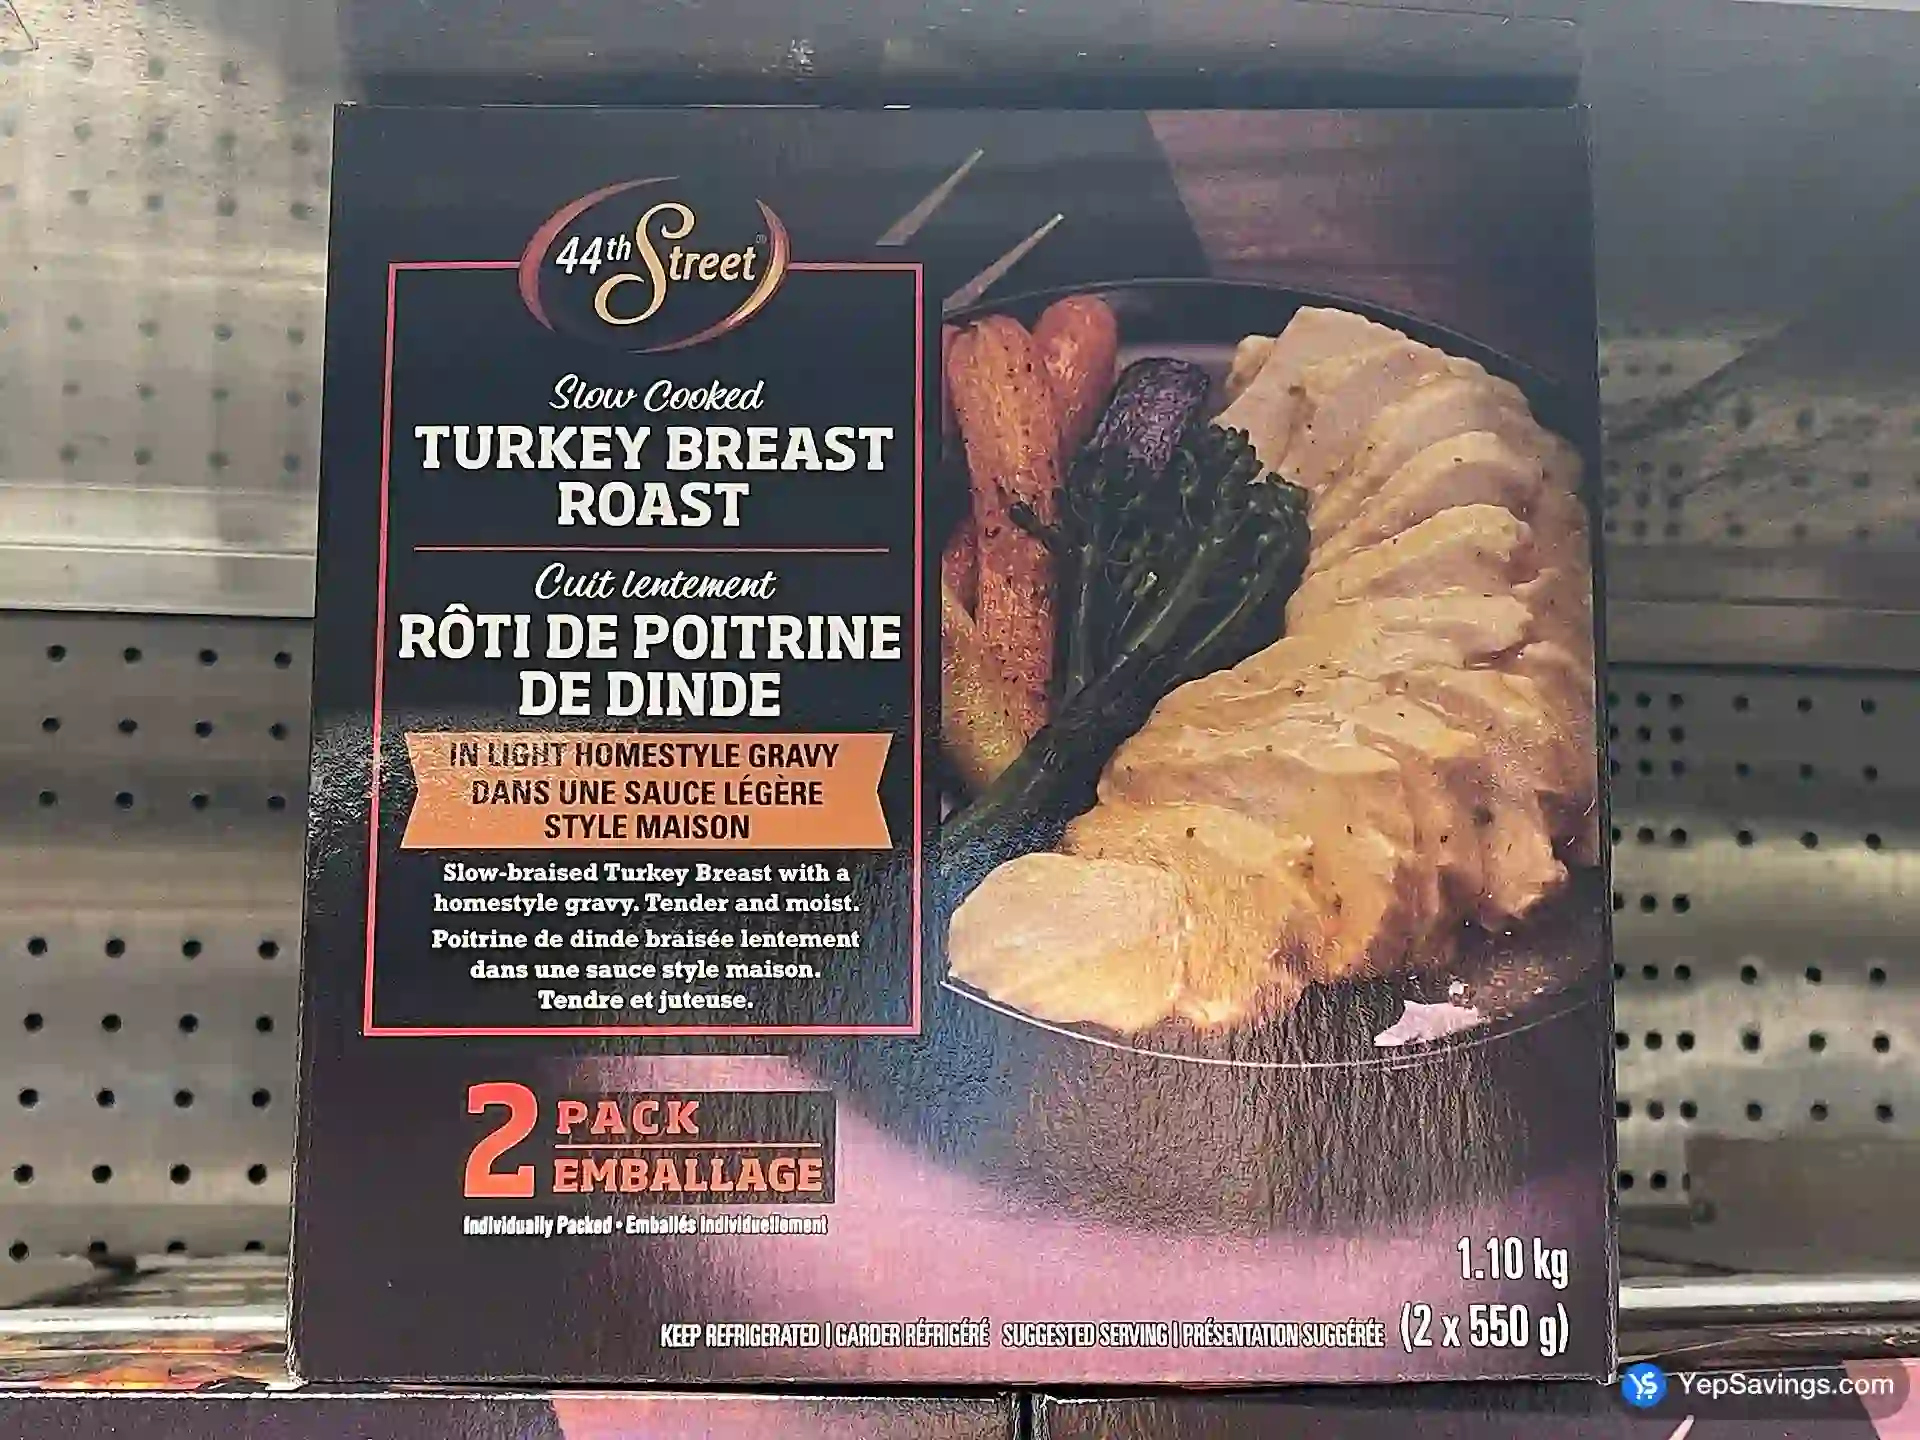 44th Street®
Slow Cooked
TURKEY BREAST
ROAST
Cuit lentement
RÔTI DE POITRINE
DE DINDE
IN LIGHT HOMESTYLE GRAVY
DANS UNE SAUCE LÉGÈRE
STYLE MAISON
Slow-braised Turkey Breast with a
homestyle gravy. Tender and moist.
Poitrine de dinde braisée lentement
dans une sauce style maison.
Tendre et juteuse.
2 PACK
EMBALLAGE
Individually Packed • Emballés Individuellement
1.10 kg
(2 x 550 g)
KEEP REFRIGERATED | GARDER RÉFRIGÉRÉ SUGGESTED SERVING | PRÉSENTATION SUGGÉRÉE
YS YepSavings.com